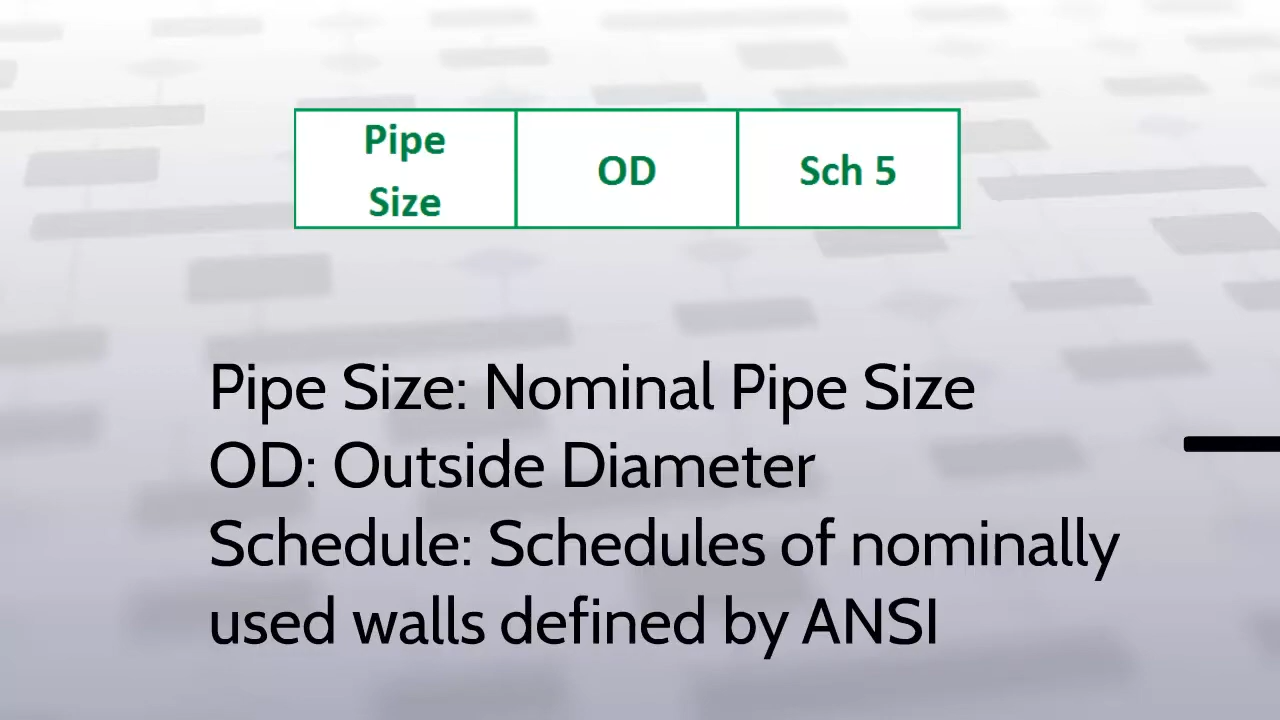 Pipe
Size
OD
Sch 5
Pipe Size: Nominal Pipe Size
OD: Outside Diameter
Schedule: Schedules of nominally
used walls defined by ANSI